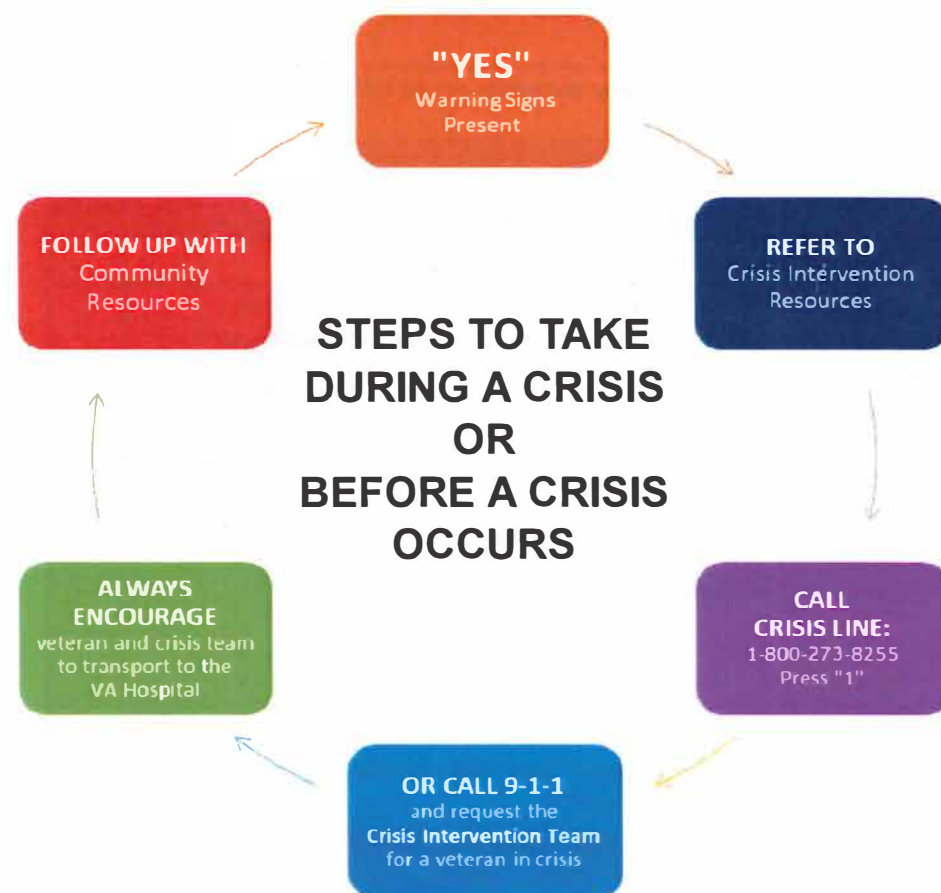 "YES"
Warning Signs
Present
REFER TO
Crisis Intervention
Resources
CALL
CRISIS LINE:
1-800-273-8255
Press "1"
OR CALL 9-1-1
and request the
Crisis Intervention Team
for a veteran in crisis
ALWAYS
ENCOURAGE
veteran and crisis team
to transport to the
VA Hospital
FOLLOW UP WITH
Community
Resources
STEPS TO TAKE
DURING A CRISIS
OR
BEFORE A CRISIS
OCCURS